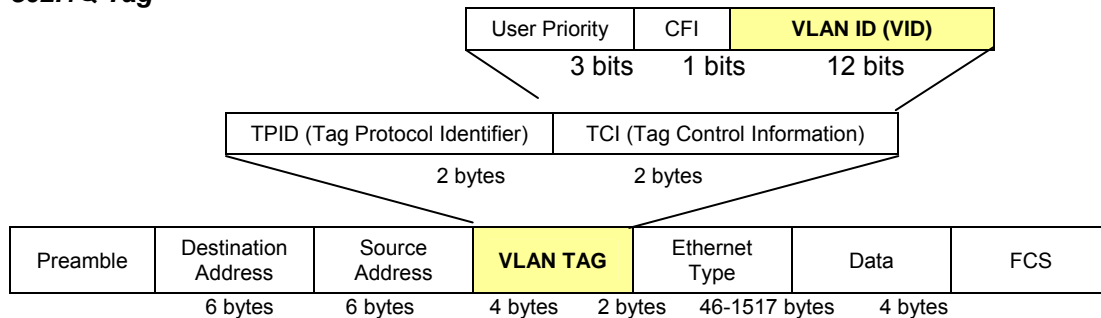 802.1Q Tag
User Priority CFI VLAN ID (VID)
3 bits 1 bits 12 bits
TPID (Tag Protocol Identifier) TCI (Tag Control Information)
2 bytes 2 bytes
Preamble Destination Address Source Address VLAN TAG Ethernet Type Data FCS
6 bytes 6 bytes 4 bytes 2 bytes 46-1517 bytes 4 bytes